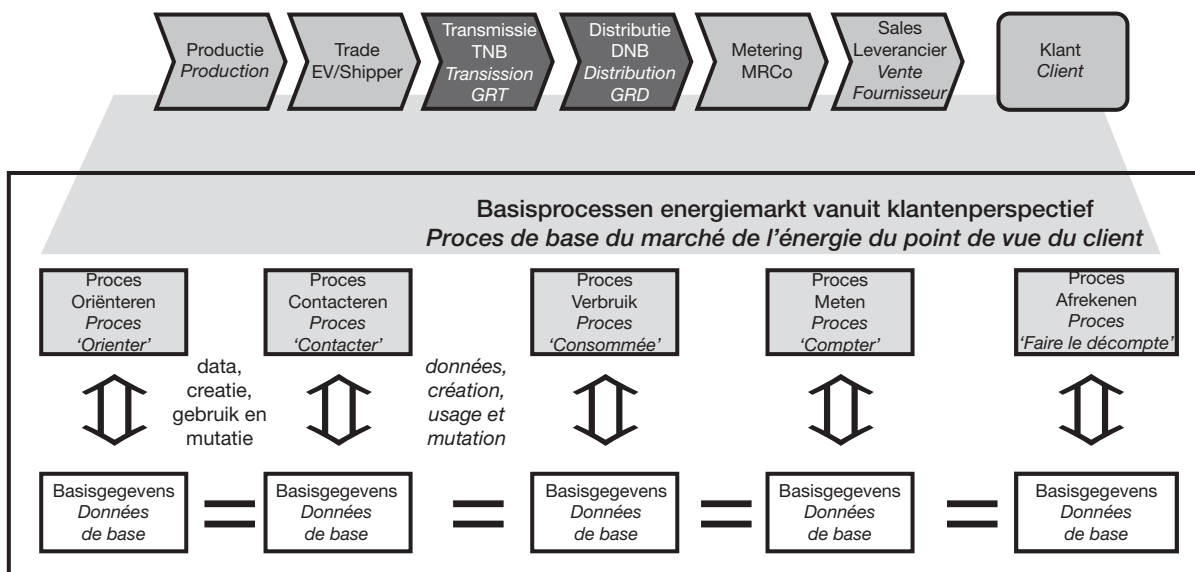 Productie
Production
Trade
EV/Shipper
Transmissie
TNB
Transission
GRT
Distributie
DNB
Distribution
GRD
Metering
MRCo
Sales
Leverancier
Vente
Fournisseur
Klant
Client
Basisprocessen energiemarkt vanuit klantenperspectief
Proces de base du marché de l’énergie du point de vue du client
Proces
Oriënteren
Proces
‘Orienter’
Proces
Contacteren
Proces
‘Contacter’
Proces
Verbruik
Proces
‘Consommée’
Proces
Meten
Proces
‘Compter’
Proces
Afrekenen
Proces
‘Faire le décompte’
data,
creatie,
gebruik en
mutatie
données,
création,
usage et
mutation
Basisgegevens
Données
de base
Basisgegevens
Données
de base
Basisgegevens
Données
de base
Basisgegevens
Données
de base
Basisgegevens
Données
de base